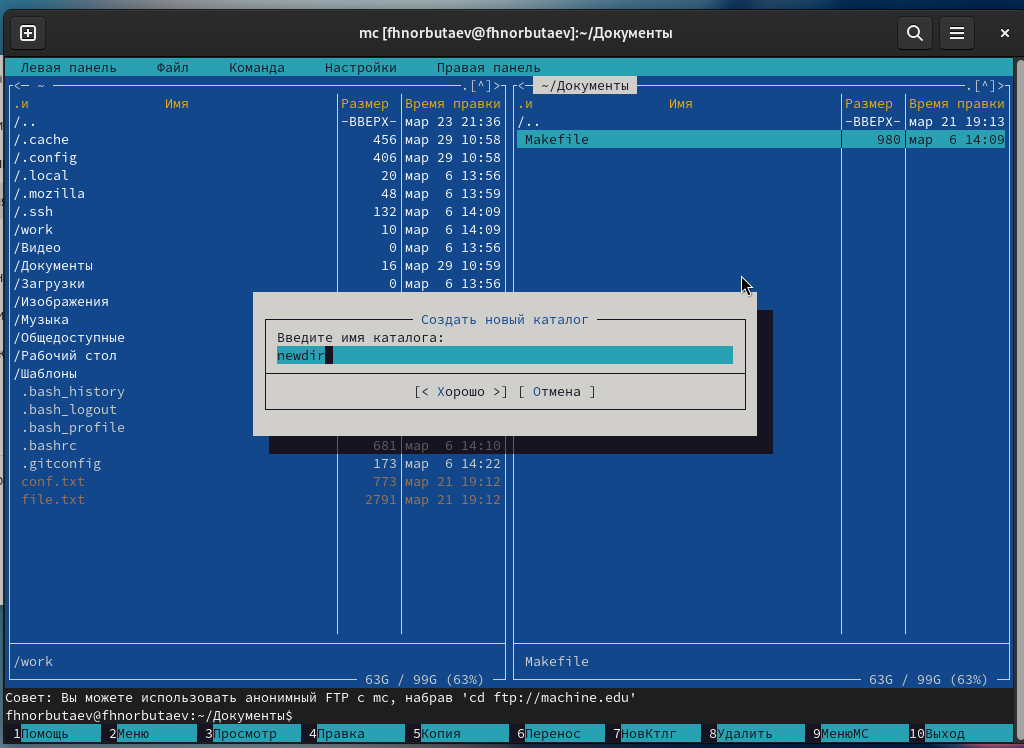 mc [fhnorbutaev@fhnorbutaev]:~/Документы
Левая панель Файл Команда Настройки Правая панель
<─ ~ .[^]>
.и Имя Размер Время правки
/.. -ВВЕРХ- мар 23 21:36
/.cache 456 мар 29 10:58
/.config 406 мар 29 10:58
/.local 20 мар 6 13:56
/.mozilla 48 мар 6 13:59
/.ssh 132 мар 6 14:09
/work 10 мар 6 14:09
/Видео 0 мар 6 13:56
/Документы 16 мар 29 10:59
/Загрузки 0 мар 6 13:56
/Изображения
/Музыка
/Общедоступные
/Рабочий стол
/Шаблоны
.bash_history
.bash_logout
.bash_profile
.bashrc 681 мар 6 14:10
.gitconfig 173 мар 6 14:22
conf.txt 773 мар 21 19:12
file.txt 2791 мар 21 19:12
/work
63G / 99G (63%)
<─ ~/Документы .[^]>
.и Имя Размер Время правки
/.. -ВВЕРХ- мар 21 19:13
Makefile 980 мар 6 14:09
Makefile
63G / 99G (63%)
Создать новый каталог
Введите имя каталога:
newdir
[< Хорошо >] [ Отмена ]
Совет: Вы можете использовать анонимный FTP с mc, набрав 'cd ftp://machine.edu'
fhnorbutaev@fhnorbutaev:~/Документы$
1Помощь 2Меню 3Просмотр 4Правка 5Копия 6Перенос 7НовКтлг 8Удалить 9МенюМС 10Выход